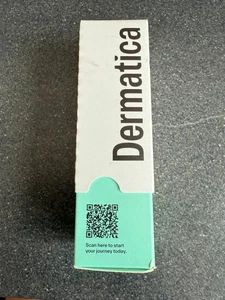 Dermatica
Scan here to start
your journey today.